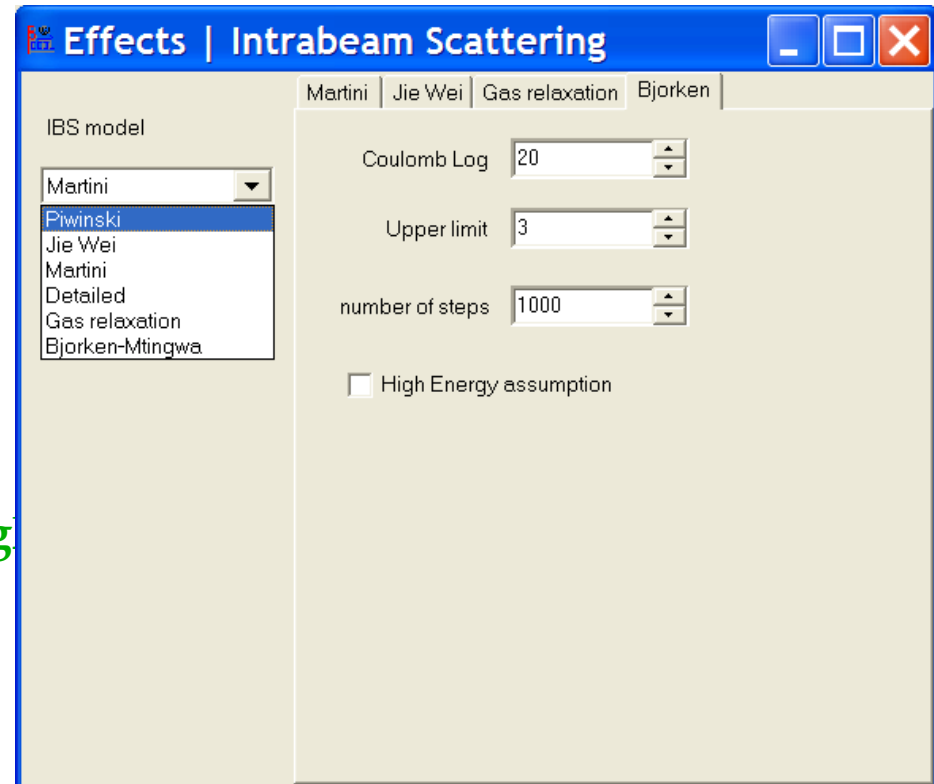 Effects | Intrabeam Scattering
Martini
Jie Wei
Gas relaxation
Bjorken
IBS model
Martini
Piwinski
Jie Wei
Martini
Detailed
Gas relaxation
Bjorken-Mtingwa
Coulomb Log 20
Upper limit 3
number of steps 1000
High Energy assumption